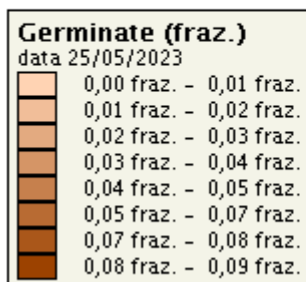 Germinate (fraz.)
data 25/05/2023
0,00 fraz. - 0,01 fraz.
0,01 fraz. - 0,02 fraz.
0,02 fraz. - 0,03 fraz.
0,03 fraz. - 0,04 fraz.
0,04 fraz. - 0,05 fraz.
0,05 fraz. - 0,07 fraz.
0,07 fraz. - 0,08 fraz.
0,08 fraz. - 0,09 fraz.